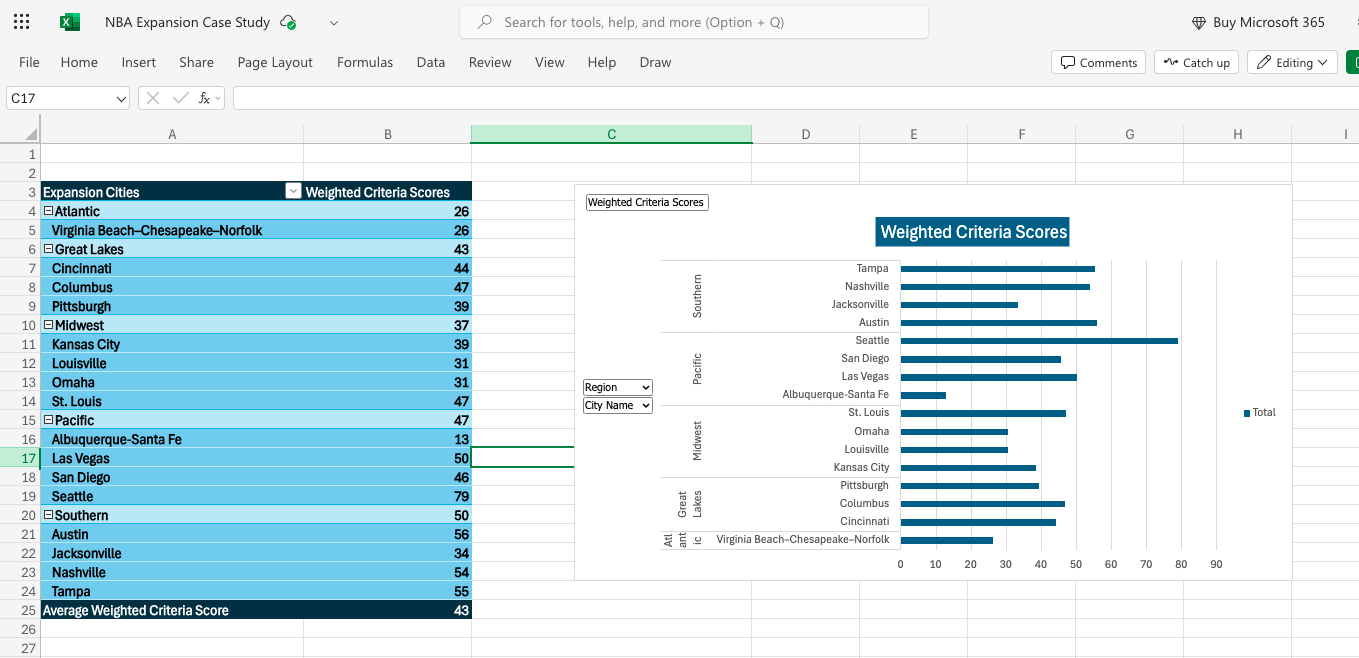 NBA Expansion Case Study
Search for tools, help, and more (Option + Q)
Buy Microsoft 365
File Home Insert Share Page Layout Formulas Data Review View Help Draw
Comments Catch up Editing
C17
fx
A B C D E F G H I
1
2
3 Expansion Cities Weighted Criteria Scores
4 Atlantic 26
5 Virginia Beach–Chesapeake–Norfolk 26
6 Great Lakes 43
7 Cincinnati 44
8 Columbus 47
9 Pittsburgh 39
10 Midwest 37
11 Kansas City 39
12 Louisville 31
13 Omaha 31
14 St. Louis 47
15 Pacific 47
16 Albuquerque-Santa Fe 13
17 Las Vegas 50
18 San Diego 46
19 Seattle 79
20 Southern 50
21 Austin 56
22 Jacksonville 34
23 Nashville 54
24 Tampa 55
25 Average Weighted Criteria Score 43
26
27
Weighted Criteria Scores
Weighted Criteria Scores
Southern
Tampa
Nashville
Jacksonville
Austin
Pacific
Seattle
San Diego
Las Vegas
Albuquerque-Santa Fe
Midwest
St. Louis
Omaha
Louisville
Kansas City
Great
Lakes
Pittsburgh
Columbus
Cincinnati
Atl
ant
ic
Virginia Beach–Chesapeake–Norfolk
0 10 20 30 40 50 60 70 80 90
Region
City Name
Total